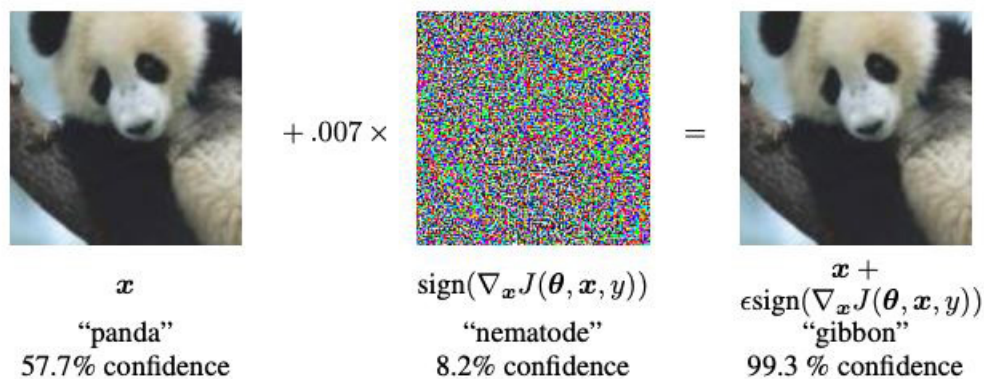 + .007 ×
=
x
sign(∇ₓJ(θ, x, y))
x +
ϵsign(∇ₓJ(θ, x, y))
“panda”
“nematode”
“gibbon”
57.7% confidence
8.2% confidence
99.3 % confidence